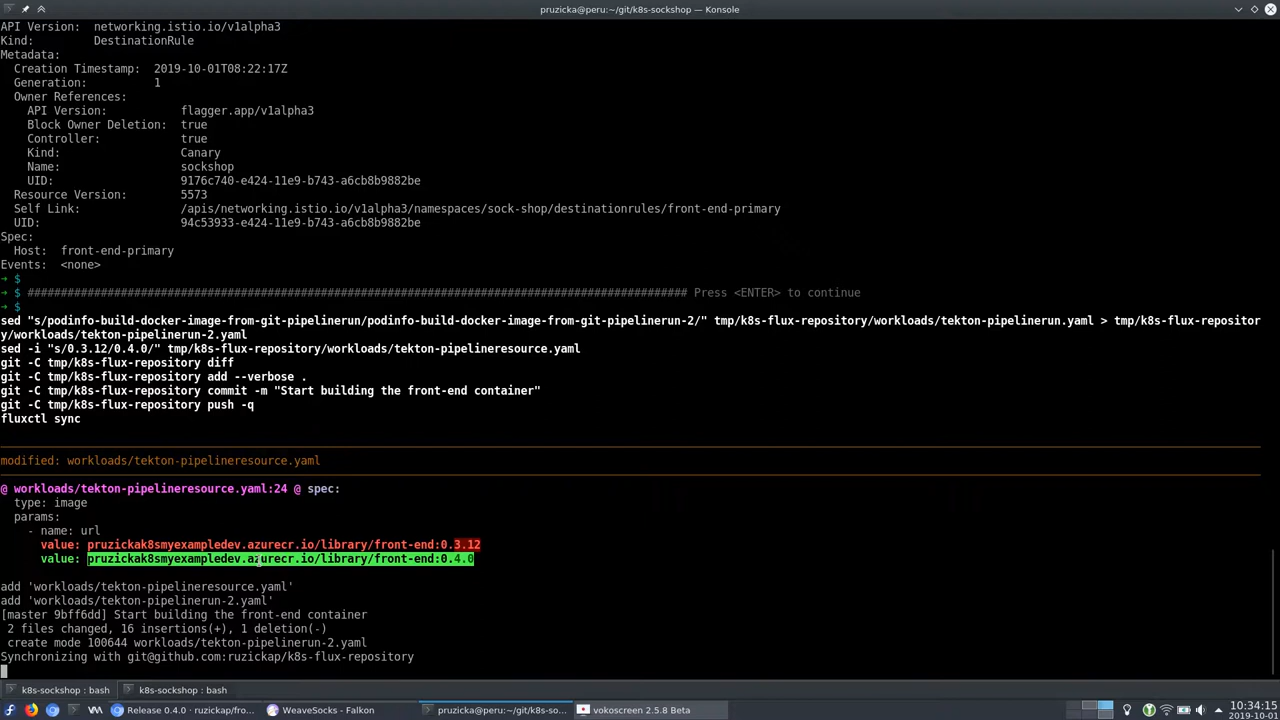 pruzicka@peru:~/git/k8s-sockshop — Konsole
API Version:  networking.istio.io/v1alpha3
Kind:         DestinationRule
Metadata:
  Creation Timestamp:  2019-10-01T08:22:17Z
  Generation:          1
  Owner References:
    API Version:           flagger.app/v1alpha3
    Block Owner Deletion:  true
    Controller:            true
    Kind:                  Canary
    Name:                  sockshop
    UID:                   9176c740-e424-11e9-b743-a6cb8b9882be
  Resource Version:        5573
  Self Link:               /apis/networking.istio.io/v1alpha3/namespaces/sock-shop/destinationrules/front-end-primary
  UID:                     94c53933-e424-11e9-b743-a6cb8b9882be
Spec:
  Host:  front-end-primary
Events:  <none>
➜ $
➜ $ ################################################################################################### Press <ENTER> to continue
➜ $
sed "s/podinfo-build-docker-image-from-git-pipelinerun/podinfo-build-docker-image-from-git-pipelinerun-2/" tmp/k8s-flux-repository/workloads/tekton-pipelinerun.yaml > tmp/k8s-flux-repositor
y/workloads/tekton-pipelinerun-2.yaml
sed -i "s/0.3.12/0.4.0/" tmp/k8s-flux-repository/workloads/tekton-pipelineresource.yaml
git -C tmp/k8s-flux-repository diff
git -C tmp/k8s-flux-repository add --verbose .
git -C tmp/k8s-flux-repository commit -m "Start building the front-end container"
git -C tmp/k8s-flux-repository push -q
fluxctl sync
modified: workloads/tekton-pipelineresource.yaml
@ workloads/tekton-pipelineresource.yaml:24 @ spec:
  type: image
  params:
    - name: url
      value: pruzickak8smyexampledev.azurecr.io/library/front-end:0.3.12
      value: pruzickak8smyexampledev.azurecr.io/library/front-end:0.4.0
add 'workloads/tekton-pipelineresource.yaml'
add 'workloads/tekton-pipelinerun-2.yaml'
[master 9bff6dd] Start building the front-end container
 2 files changed, 16 insertions(+), 1 deletion(-)
 create mode 100644 workloads/tekton-pipelinerun-2.yaml
Synchronizing with git@github.com:ruzickap/k8s-flux-repository
k8s-sockshop : bash
k8s-sockshop : bash
Release 0.4.0 · ruzickap/fro...
WeaveSocks - Falkon
pruzicka@peru:~/git/k8s-so...
vokoscreen 2.5.8 Beta
10:34:15
2019-10-01